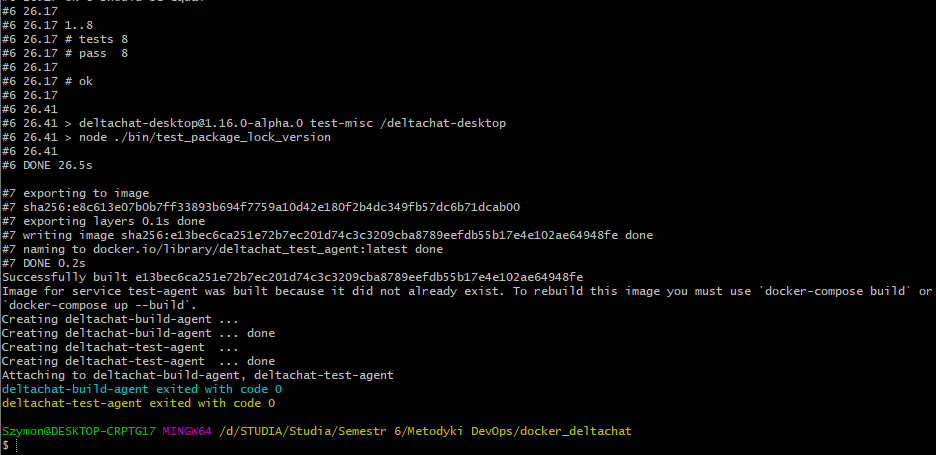 #6 26.17
#6 26.17 1..8
#6 26.17 # tests 8
#6 26.17 # pass  8
#6 26.17
#6 26.17 # ok
#6 26.17
#6 26.41
#6 26.41 > deltachat-desktop@1.16.0-alpha.0 test-misc /deltachat-desktop
#6 26.41 > node ./bin/test_package_lock_version
#6 26.41
#6 DONE 26.5s
#7 exporting to image
#7 sha256:e8c613e07b0b7ff33893b694f7759a10d42e180f2b4dc349fb57dc6b71dcab00
#7 exporting layers 0.1s done
#7 writing image sha256:e13bec6ca251e72b7ec201d74c3c3209cba8789eefdb55b17e4e102ae64948fe done
#7 naming to docker.io/library/deltachat_test_agent:latest done
#7 DONE 0.2s
Successfully built e13bec6ca251e72b7ec201d74c3c3209cba8789eefdb55b17e4e102ae64948fe
Image for service test-agent was built because it did not already exist. To rebuild this image you must use `docker-compose build` or
`docker-compose up --build`.
Creating deltachat-build-agent ...
Creating deltachat-build-agent ... done
Creating deltachat-test-agent  ...
Creating deltachat-test-agent  ... done
Attaching to deltachat-build-agent, deltachat-test-agent
deltachat-build-agent exited with code 0
deltachat-test-agent exited with code 0
Szymon@DESKTOP-CRPTG17 MINGW64 /d/STUDIA/Studia/Semestr 6/Metodyki DevOps/docker_deltachat
$